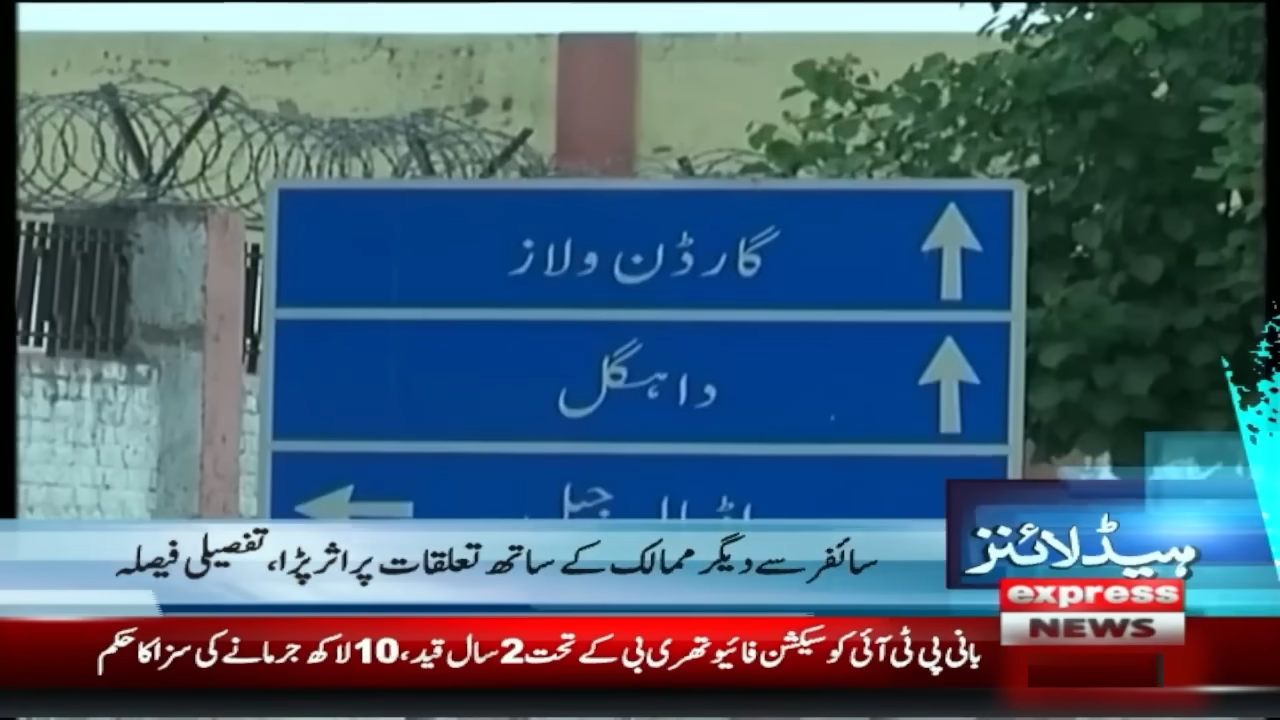 گارڈن ولاز
داہگل
اڈیالہ جیل
سائفر سے دیگر ممالک کے ساتھ تعلقات پر اثر پڑا، تفصیلی فیصلہ
ہیڈلائنز
express
NEWS
بانی پی ٹی آئی کو سیکشن فائیو تھری بی کے تحت 2 سال قید، 10 لاکھ جرمانے کی سزا کا حکم